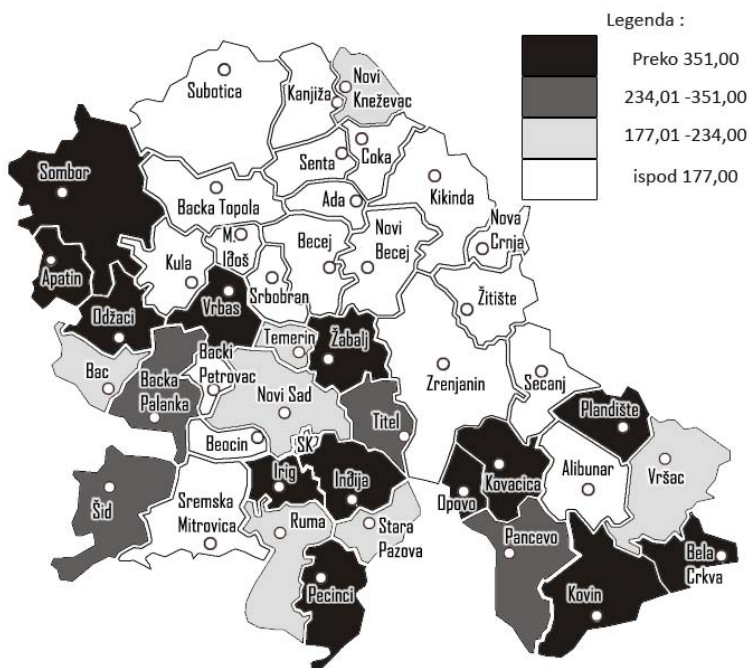 Legenda :
Preko 351,00
234,01 -351,00
177,01 -234,00
ispod 177,00
Subotica
Kanjiža
Novi
Kneževac
Sombor
Senta
Coka
Backa Topola
Ada
Kikinda
M.
Iđoš
Becej
Novi
Becej
Nova
Crnja
Apatin
Kula
Srbobran
Žitište
Odžaci
Vrbas
Temerin
Žabalj
Zrenjanin
Secanj
Bac
Backa
Palanka
Backi
Petrovac
Novi Sad
Titel
Plandište
Beocin
SK
Kovacica
Alibunar
Vršac
Šid
Sremska
Mitrovica
Irig
Inđija
Opovo
Ruma
Stara
Pazova
Pancevo
Bela
Crkva
Pecinci
Kovin